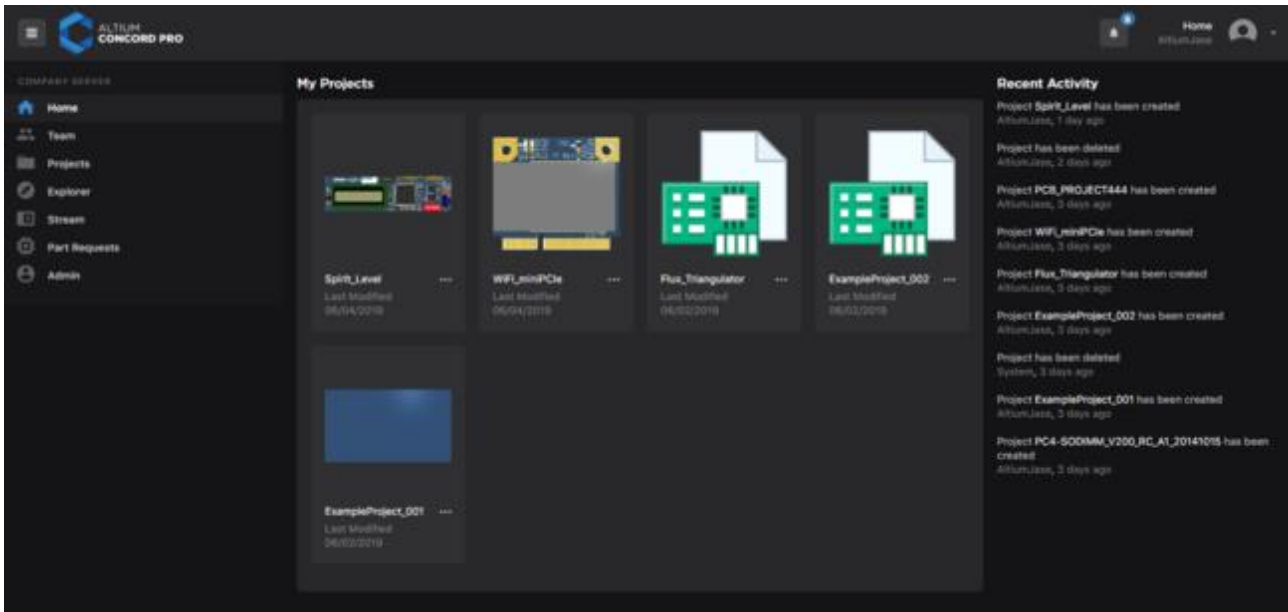 ALTIUM
CONCORD PRO
Home
AltiumJase
COMPANY SERVER
Home
Team
Projects
Explorer
Stream
Part Requests
Admin
My Projects
Spirit_Level ...
Last Modified
06/04/2019
WiFi_miniPCIe ...
Last Modified
06/04/2019
Flux_Triangulator ...
Last Modified
06/02/2019
ExampleProject_002 ...
Last Modified
06/02/2019
ExampleProject_001 ...
Last Modified
06/02/2019
Recent Activity
Project Spirit_Level has been created
AltiumJase, 1 day ago
Project has been deleted
AltiumJase, 2 days ago
Project PCB_PROJECT444 has been created
AltiumJase, 3 days ago
Project WiFi_miniPCIe has been created
AltiumJase, 3 days ago
Project Flux_Triangulator has been created
AltiumJase, 3 days ago
Project ExampleProject_002 has been created
AltiumJase, 3 days ago
Project has been deleted
System, 3 days ago
Project ExampleProject_001 has been created
AltiumJase, 3 days ago
Project PC4-SODIMM_V200_RC_A1_20141015 has been
created
AltiumJase, 3 days ago